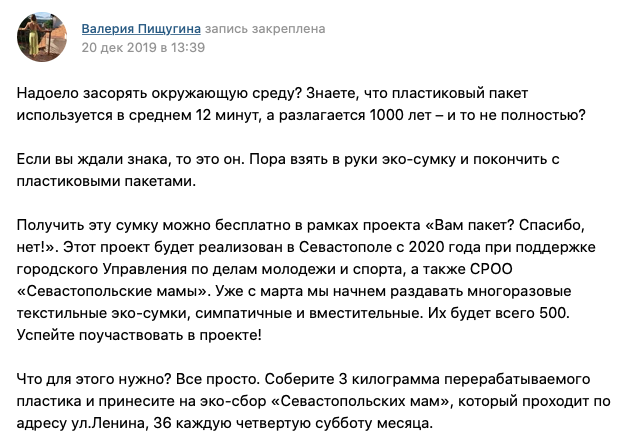 Валерия Пищугина запись закреплена
20 дек 2019 в 13:39
Надоело засорять окружающую среду? Знаете, что пластиковый пакет
используется в среднем 12 минут, а разлагается 1000 лет – и то не полностью?
Если вы ждали знака, то это он. Пора взять в руки эко-сумку и покончить с
пластиковыми пакетами.
Получить эту сумку можно бесплатно в рамках проекта «Вам пакет? Спасибо,
нет!». Этот проект будет реализован в Севастополе с 2020 года при поддержке
городского Управления по делам молодежи и спорта, а также СРОО
«Севастопольские мамы». Уже с марта мы начнем раздавать многоразовые
текстильные эко-сумки, симпатичные и вместительные. Их будет всего 500.
Успейте поучаствовать в проекте!
Что для этого нужно? Все просто. Соберите 3 килограмма перерабатываемого
пластика и принесите на эко-сбор «Севастопольских мам», который проходит по
адресу ул.Ленина, 36 каждую четвертую субботу месяца.